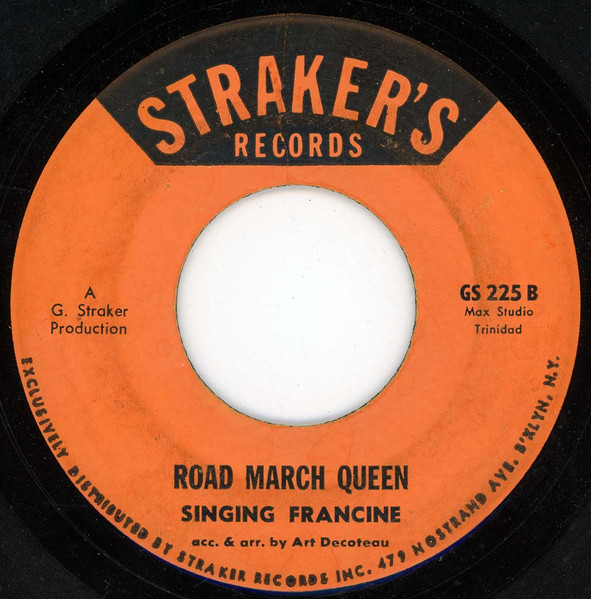 STRAKER'S
RECORDS
A
G. Straker
Production
GS 225 B
Max Studio
Trinidad
ROAD MARCH QUEEN
SINGING FRANCINE
acc. & arr. by Art Decoteau
EXCLUSIVELY DISTRIBUTED BY STRAKER RECORDS INC. 479 NOSTRAND AVE. B'KLYN, N.Y.